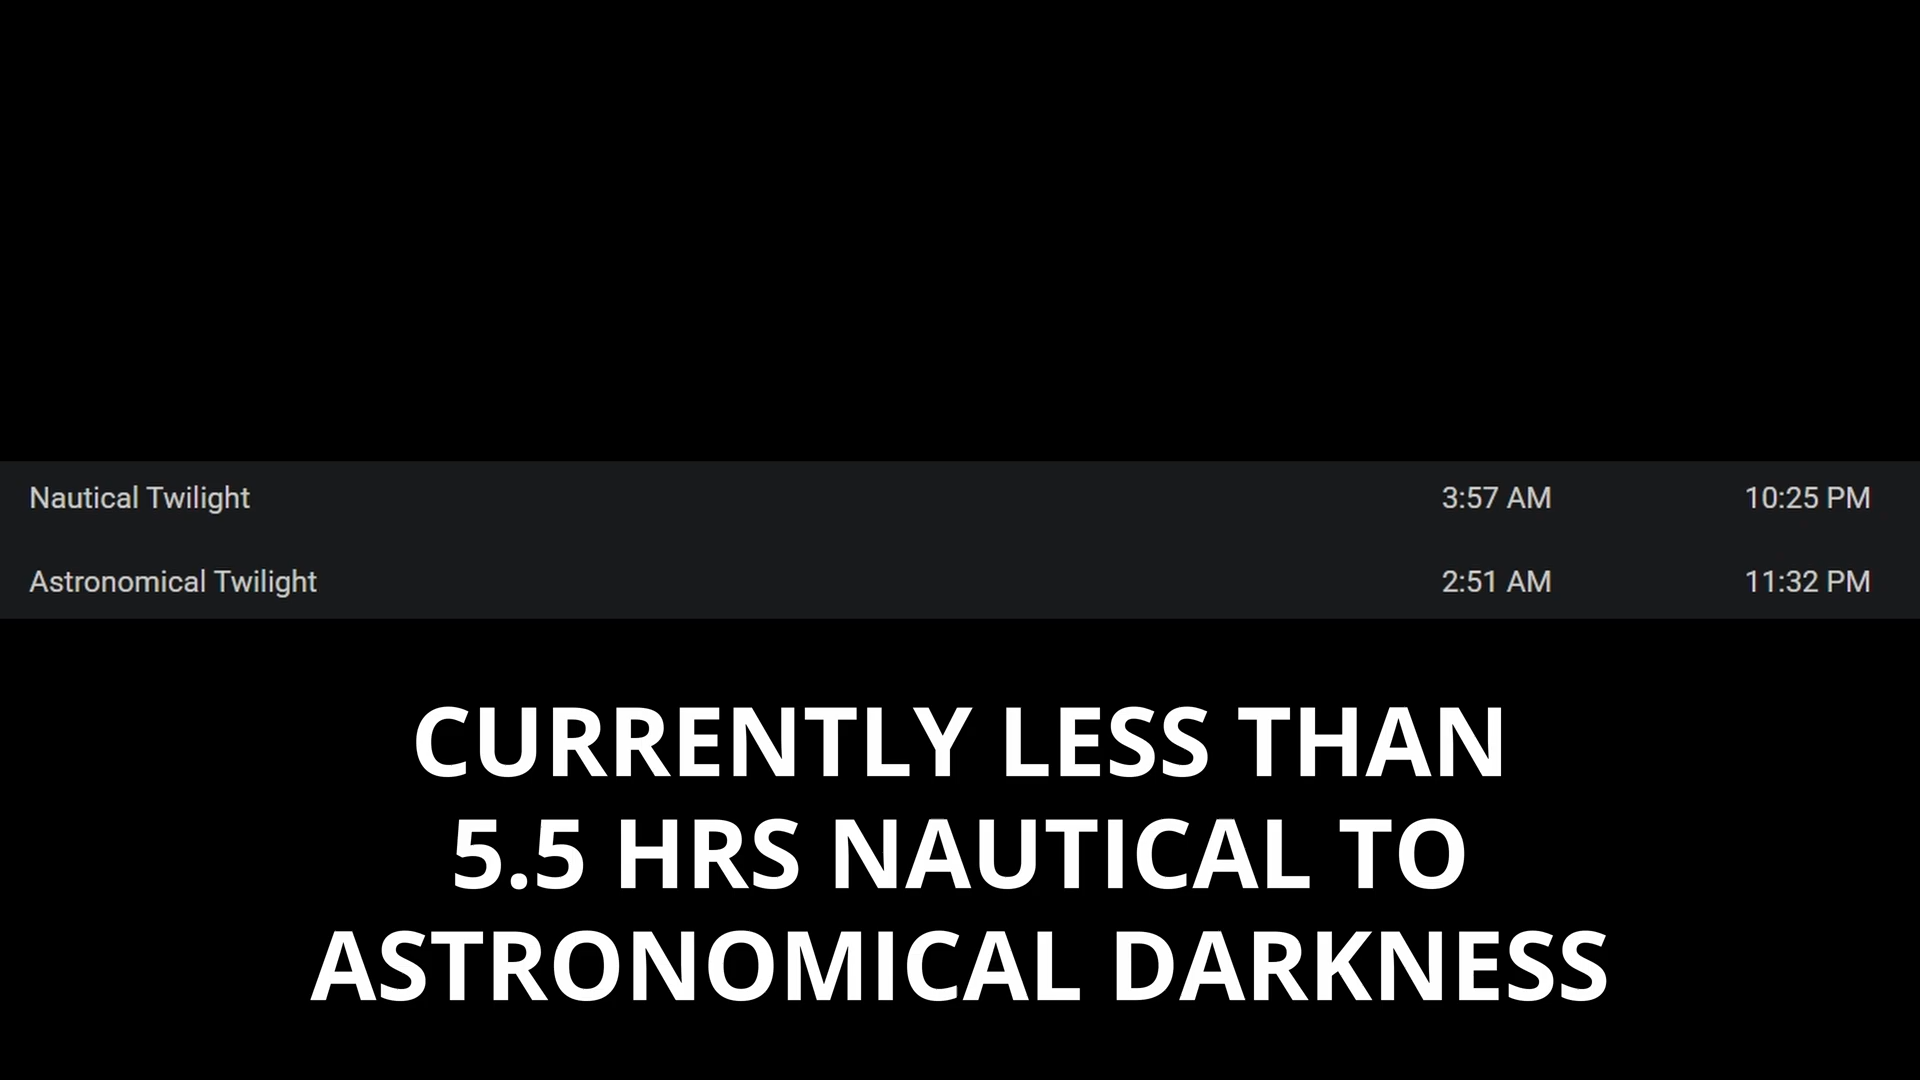 Nautical Twilight 3:57 AM 10:25 PM
Astronomical Twilight 2:51 AM 11:32 PM
CURRENTLY LESS THAN
5.5 HRS NAUTICAL TO
ASTRONOMICAL DARKNESS